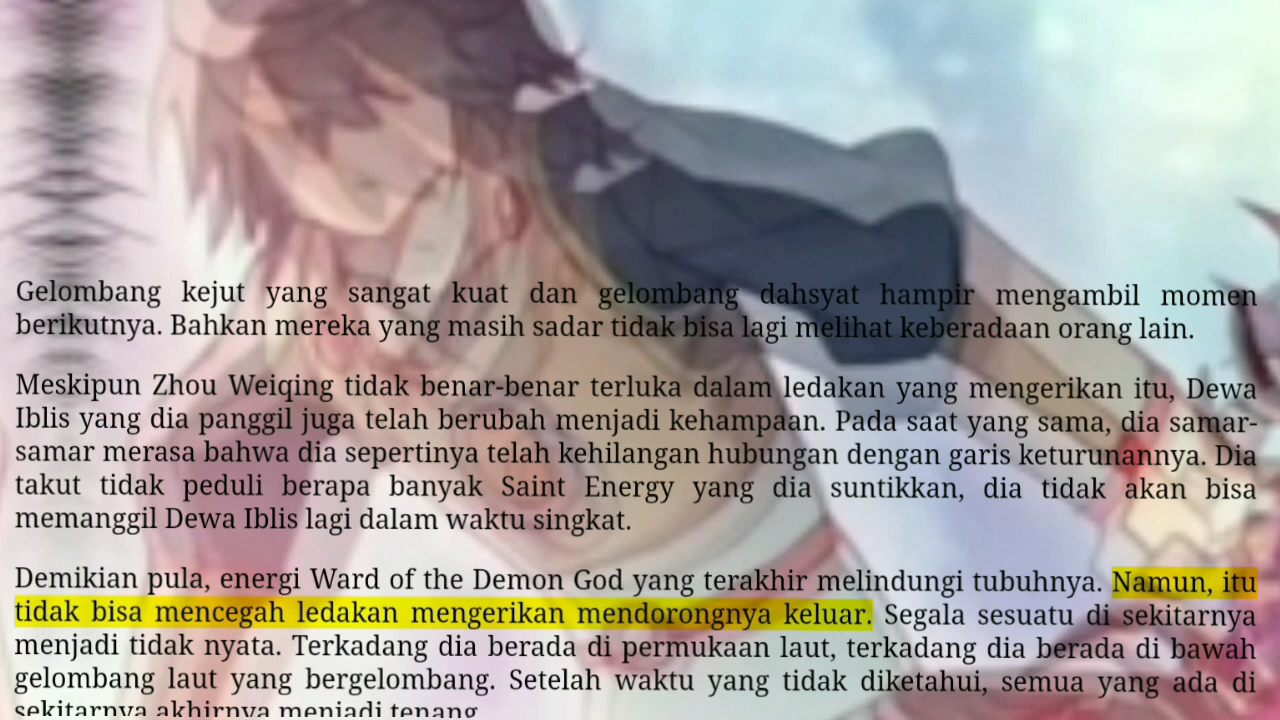 Gelombang kejut yang sangat kuat dan gelombang dahsyat hampir mengambil momen
berikutnya. Bahkan mereka yang masih sadar tidak bisa lagi melihat keberadaan orang lain.
Meskipun Zhou Weiqing tidak benar-benar terluka dalam ledakan yang mengerikan itu, Dewa
Iblis yang dia panggil juga telah berubah menjadi kehampaan. Pada saat yang sama, dia samar-
samar merasa bahwa dia sepertinya telah kehilangan hubungan dengan garis keturunannya. Dia
takut tidak peduli berapa banyak Saint Energy yang dia suntikkan, dia tidak akan bisa
memanggil Dewa Iblis lagi dalam waktu singkat.
Demikian pula, energi Ward of the Demon God yang terakhir melindungi tubuhnya. Namun, itu
tidak bisa mencegah ledakan mengerikan mendorongnya keluar. Segala sesuatu di sekitarnya
menjadi tidak nyata. Terkadang dia berada di permukaan laut, terkadang dia berada di bawah
gelombang laut yang bergelombang. Setelah waktu yang tidak diketahui, semua yang ada di
sekitarnya akhirnya menjadi tenang.